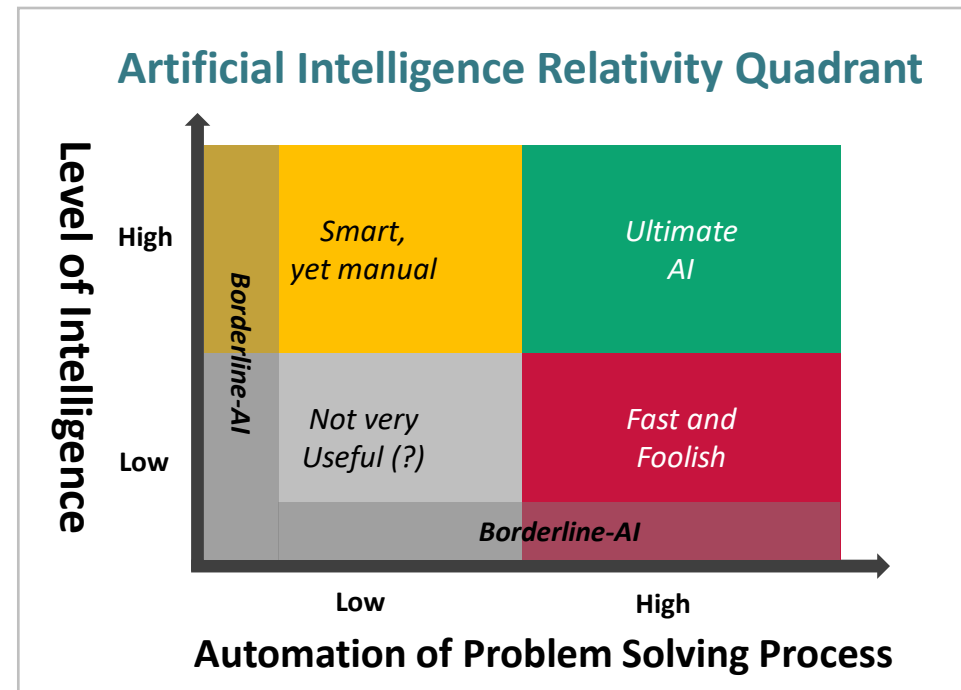 Artificial Intelligence Relativity Quadrant
Level of Intelligence
High
Low
Borderline-AI
Smart,
yet manual
Ultimate
AI
Not very
Useful (?)
Fast and
Foolish
Borderline-AI
Low
High
Automation of Problem Solving Process